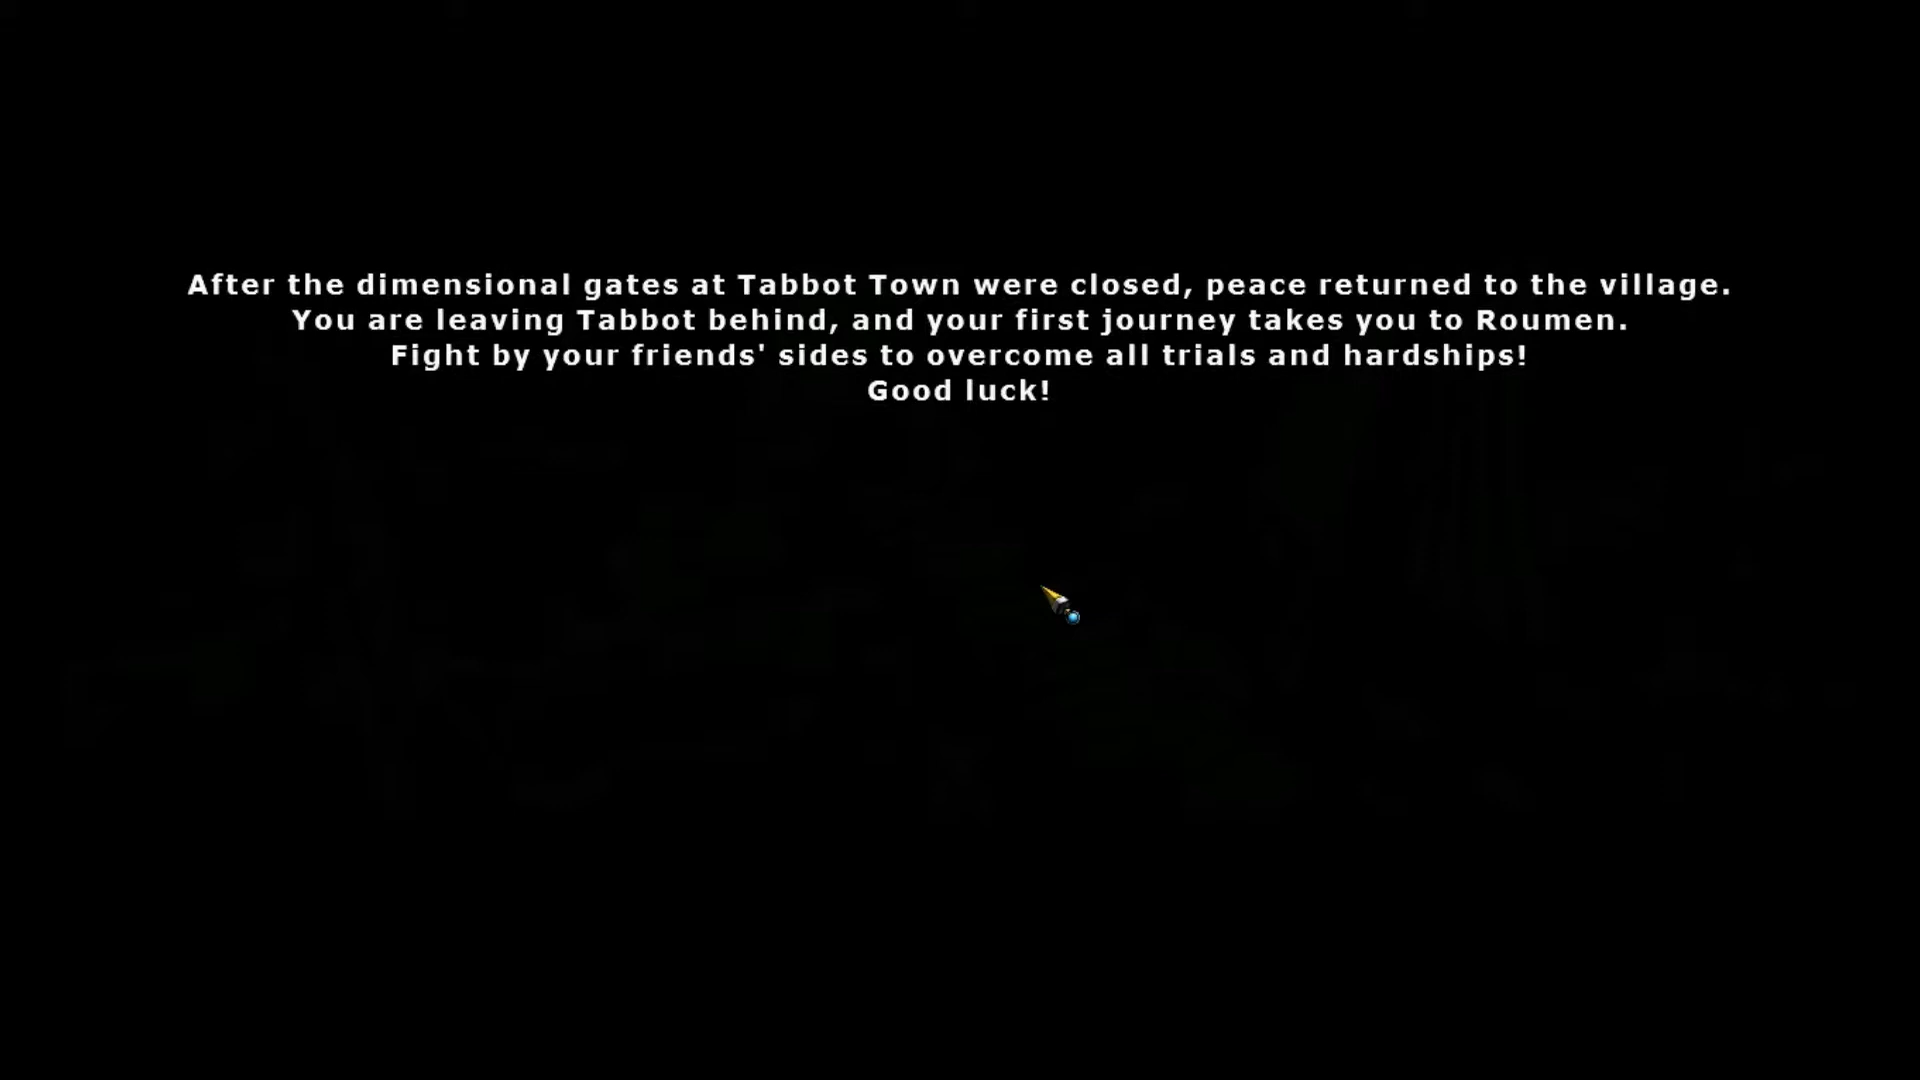 After the dimensional gates at Tabbot Town were closed, peace returned to the village.
You are leaving Tabbot behind, and your first journey takes you to Roumen.
Fight by your friends' sides to overcome all trials and hardships!
Good luck!